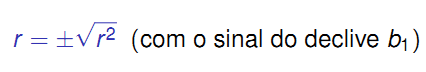 r = ±√r² (com o sinal do declive b₁)